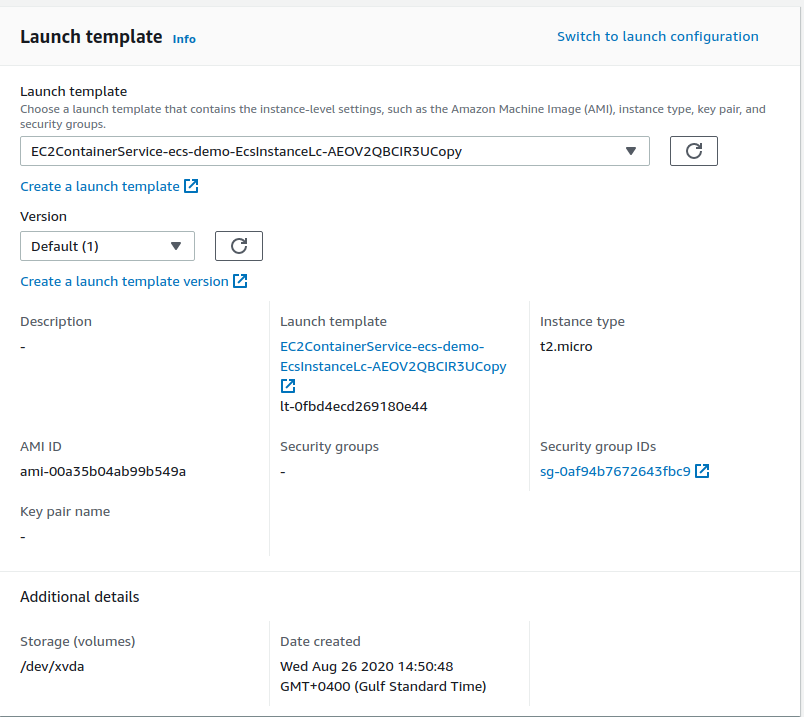 Launch template Info Switch to launch configuration
Launch template
Choose a launch template that contains the instance-level settings, such as the Amazon Machine Image (AMI), instance type, key pair, and
security groups.
EC2ContainerService-ecs-demo-EcsInstanceLc-AEOV2QBCIR3UCopy
Create a launch template
Version
Default (1)
Create a launch template version
Description
-
Launch template
EC2ContainerService-ecs-demo-
EcsInstanceLc-AEOV2QBCIR3UCopy
lt-0fbd4ecd269180e44
Instance type
t2.micro
AMI ID
ami-00a35b04ab99b549a
Security groups
-
Security group IDs
sg-0af94b7672643fbc9
Key pair name
-
Additional details
Storage (volumes)
/dev/xvda
Date created
Wed Aug 26 2020 14:50:48
GMT+0400 (Gulf Standard Time)